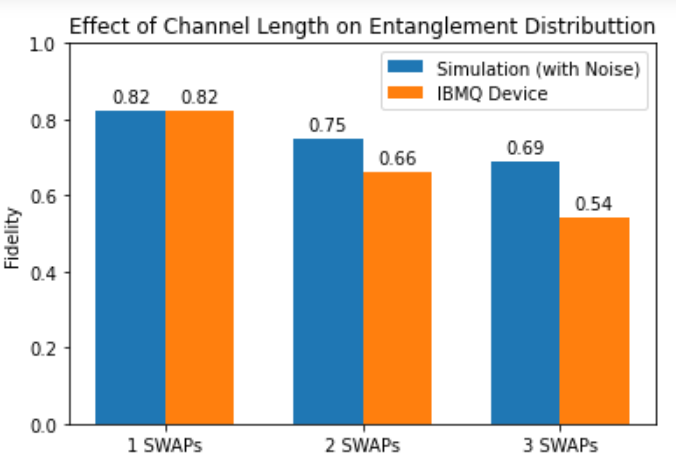 Effect of Channel Length on Entanglement Distributtion
1.0
Simulation (with Noise)
IBMQ Device
0.82
0.82
0.8
0.75
0.69
0.66
0.6
0.54
Fidelity
0.4
0.2
0.0
1 SWAPs
2 SWAPs
3 SWAPs